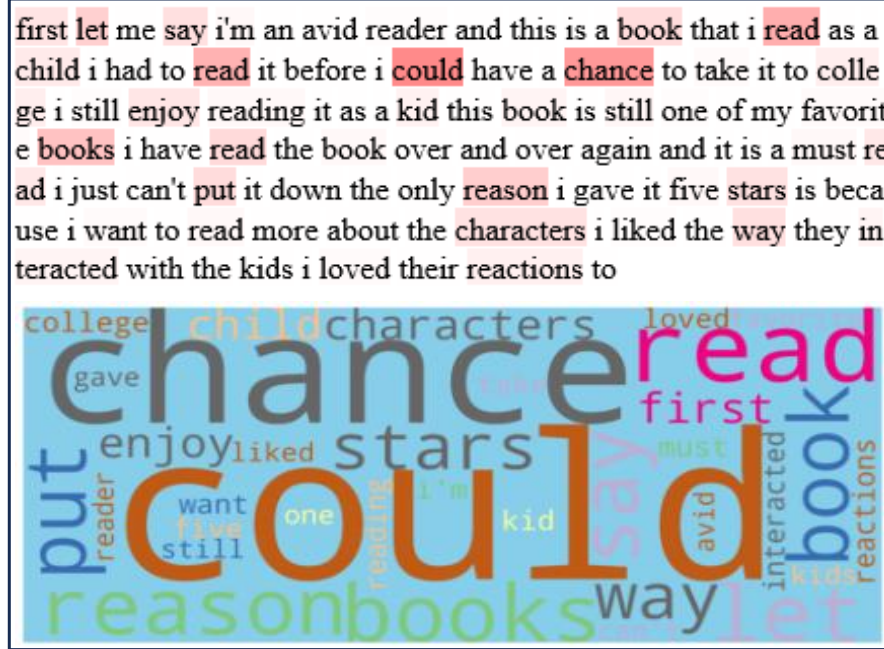 first let me say i'm an avid reader and this is a book that i read as a
child i had to read it before i could have a chance to take it to colle
ge i still enjoy reading it as a kid this book is still one of my favorit
e books i have read the book over and over again and it is a must re
ad i just can't put it down the only reason i gave it five stars is beca
use i want to read more about the characters i liked the way they in
teracted with the kids i loved their reactions to
college child characters loved favorite
chance read
gave take
first
enjoy liked stars say must book
put could
reader want i'm interacted reactions
five one reading kid avid
still
kids
reason books way can't let